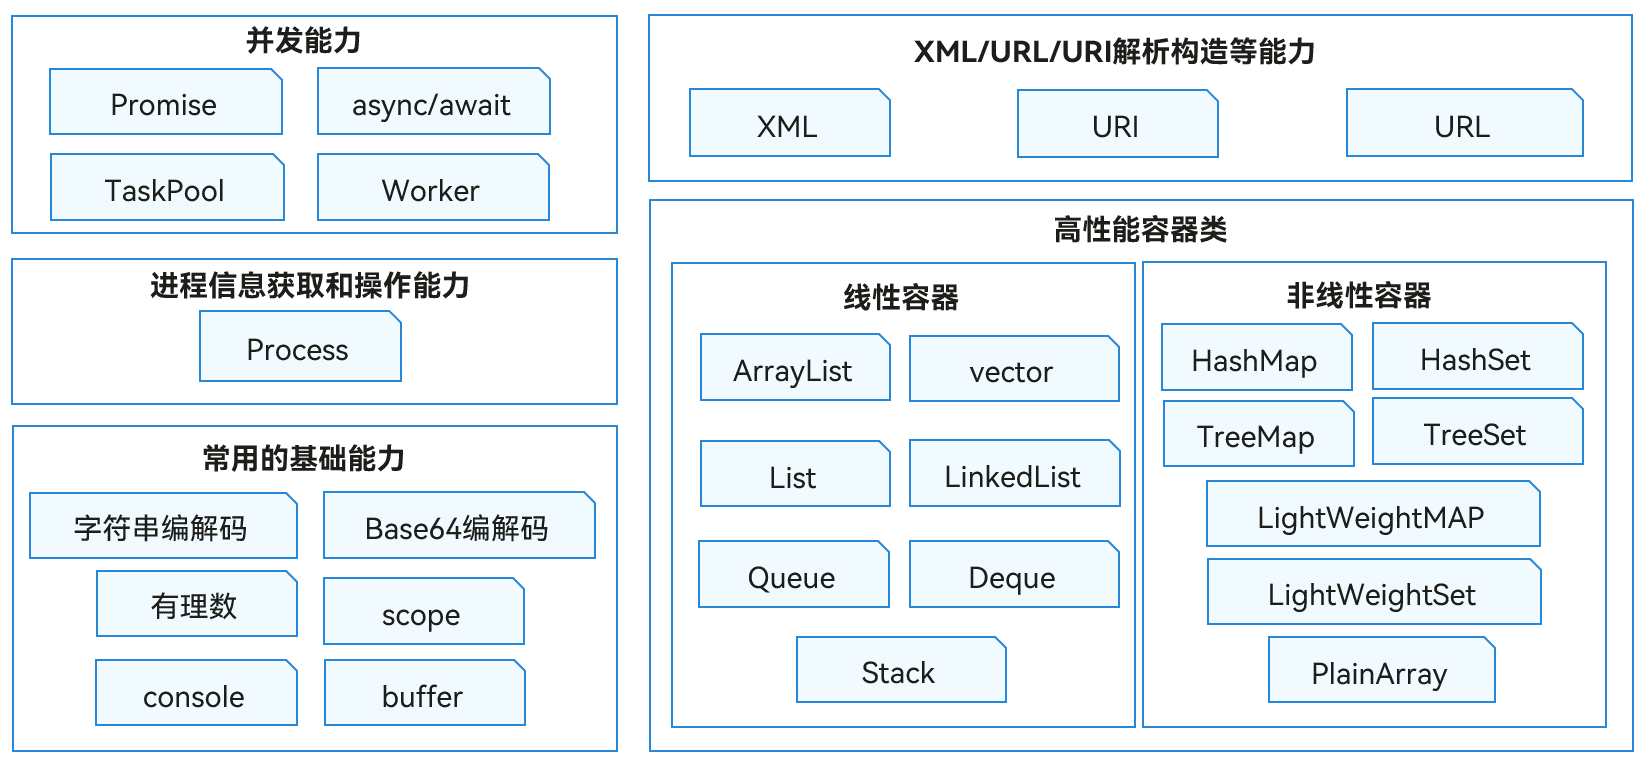 并发能力
Promise
async/await
TaskPool
Worker
进程信息获取和操作能力
Process
常用的基础能力
字符串编解码
Base64编解码
有理数
scope
console
buffer
XML/URL/URI解析构造等能力
XML
URI
URL
高性能容器类
线性容器
ArrayList
vector
List
LinkedList
Queue
Deque
Stack
非线性容器
HashMap
HashSet
TreeMap
TreeSet
LightWeightMAP
LightWeightSet
PlainArray